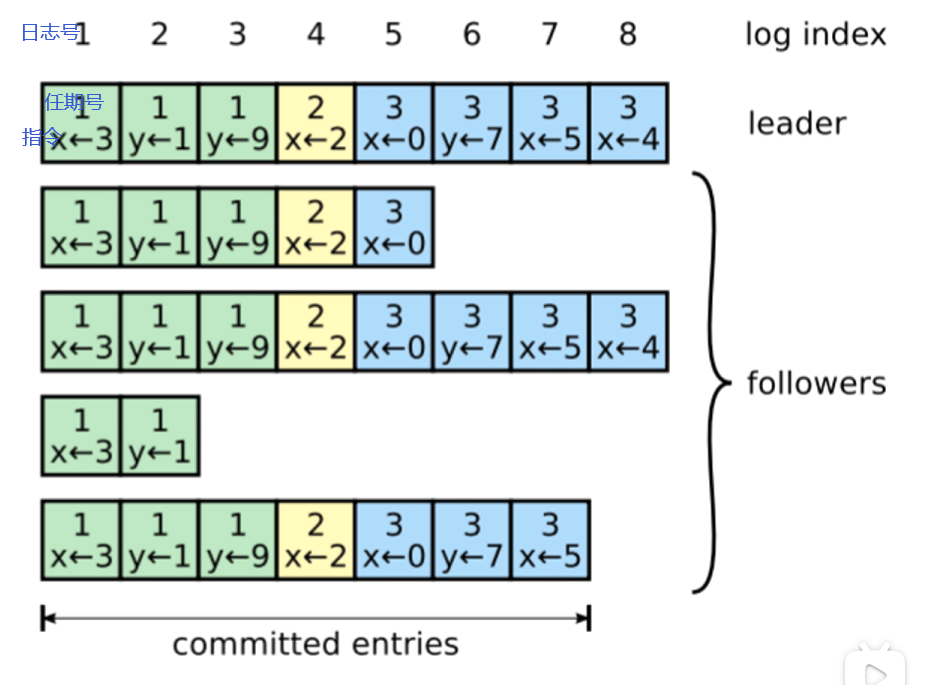 日志号 1 2 3 4 5 6 7 8 log index
任期号
指令
1 1 1 2 3 3 3 3
x←3 y←1 y←9 x←2 x←0 y←7 x←5 x←4
leader
1 1 1 2 3
x←3 y←1 y←9 x←2 x←0
1 1 1 2 3 3 3 3
x←3 y←1 y←9 x←2 x←0 y←7 x←5 x←4
followers
1 1
x←3 y←1
1 1 1 2 3 3 3
x←3 y←1 y←9 x←2 x←0 y←7 x←5
committed entries